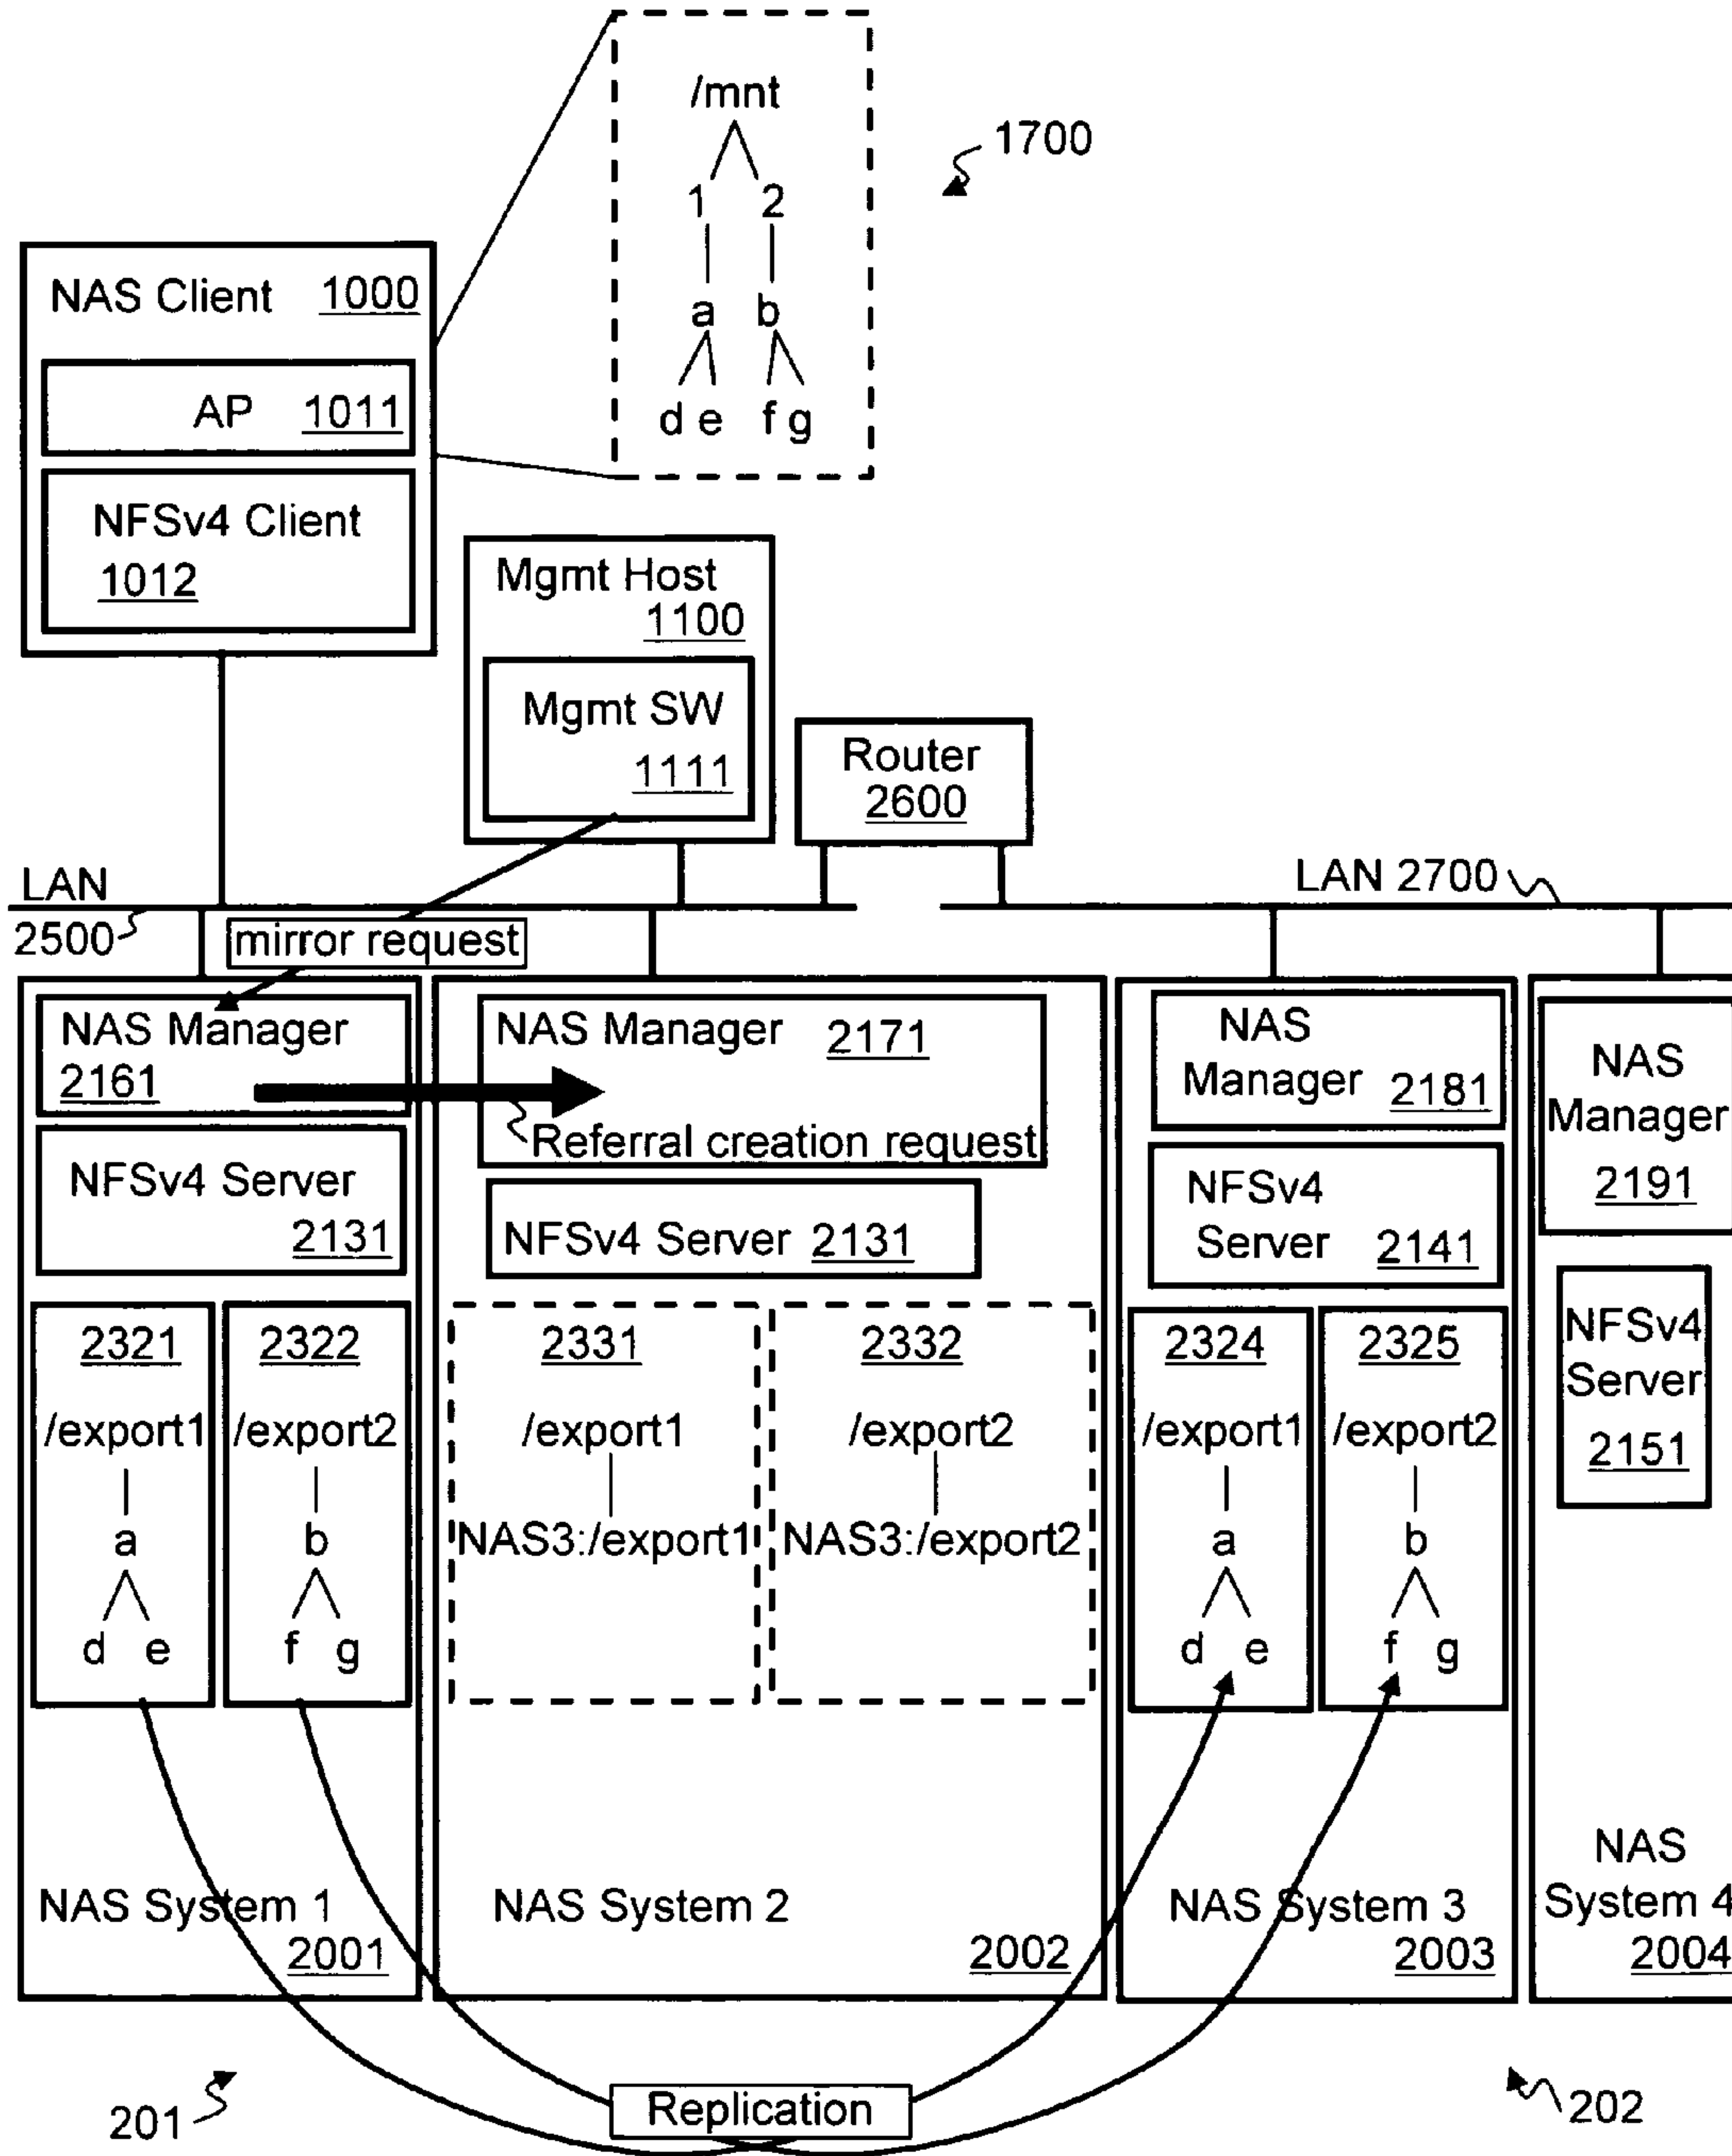 /mnt
1 2
a b
d e f g
1700
NAS Client 1000
AP 1011
NFSv4 Client
1012
Mgmt Host
1100
Mgmt SW
1111
Router
2600
LAN
2500
LAN 2700
mirror request
NAS Manager
2161
NFSv4 Server
2131
2321
/export1
a
d e
2322
/export2
b
f g
NAS System 1
2001
NAS Manager 2171
Referral creation request
NFSv4 Server 2131
2331
/export1
NAS3:/export1
2332
/export2
NAS3:/export2
NAS System 2
2002
NAS
Manager 2181
NFSv4
Server 2141
2324
/export1
a
d e
2325
/export2
b
f g
NAS System 3
2003
NAS
Manager
2191
NFSv4
Server
2151
NAS
System 4
2004
201
Replication
202